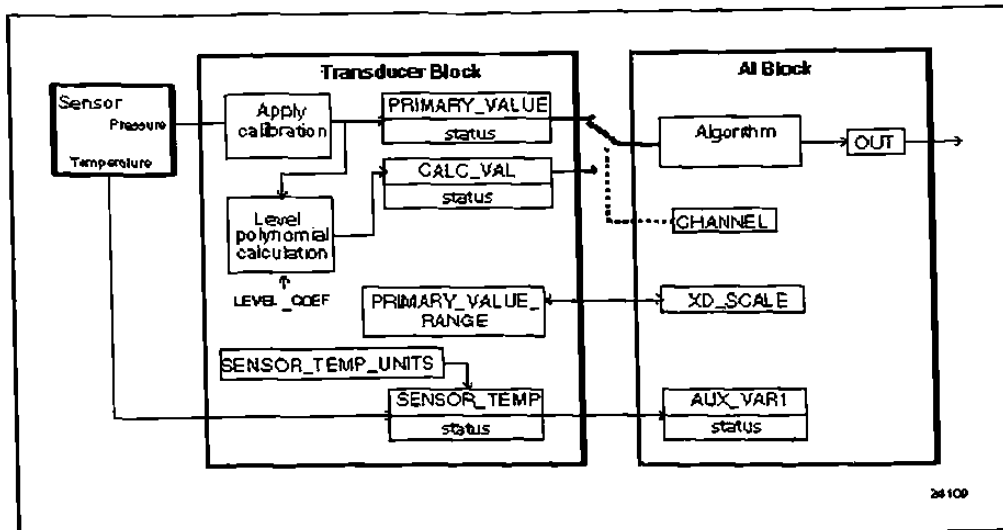 Transducer Block
AI Block
Sensor
Pressure
Temperature
Apply
calibration
PRIMARY_VALUE
status
Algorithm
OUT
CALC_VAL
status
Level
polynomial
calculation
CHANNEL
LEVEL_COEF
PRIMARY_VALUE_
RANGE
XD_SCALE
SENSOR_TEMP_UNITS
SENSOR_TEMP
status
AUX_VAR1
status
24109